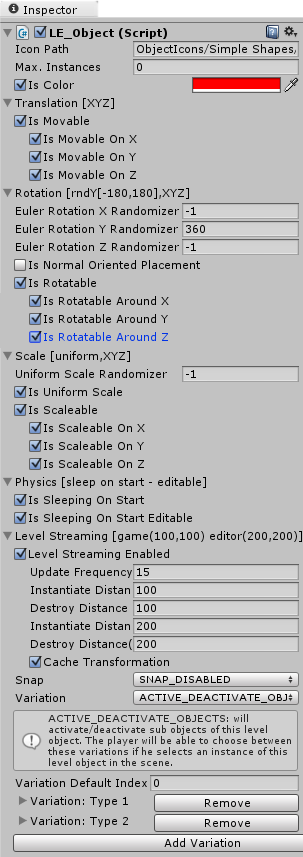 Inspector
LE_Object (Script)
Icon Path ObjectIcons/Simple Shapes/
Max. Instances 0
Is Color
Translation [XYZ]
Is Movable
Is Movable On X
Is Movable On Y
Is Movable On Z
Rotation [rndY[-180,180],XYZ]
Euler Rotation X Randomizer -1
Euler Rotation Y Randomizer 360
Euler Rotation Z Randomizer -1
Is Normal Oriented Placement
Is Rotatable
Is Rotatable Around X
Is Rotatable Around Y
Is Rotatable Around Z
Scale [uniform,XYZ]
Uniform Scale Randomizer -1
Is Uniform Scale
Is Scaleable
Is Scaleable On X
Is Scaleable On Y
Is Scaleable On Z
Physics [sleep on start - editable]
Is Sleeping On Start
Is Sleeping On Start Editable
Level Streaming [game(100,100) editor(200,200)]
Level Streaming Enabled
Update Frequency 15
Instantiate Distan 100
Destroy Distance 100
Instantiate Distan 200
Destroy Distance( 200
Cache Transformation
Snap SNAP_DISABLED
Variation ACTIVE_DEACTIVATE_OBJ
ACTIVE_DEACTIVATE_OBJECTS: will
activate/deactivate sub objects of this level
object. The player will be able to choose between
these variations if he selects an instance of this
level object in the scene.
Variation Default Index 0
Variation: Type 1 Remove
Variation: Type 2 Remove
Add Variation